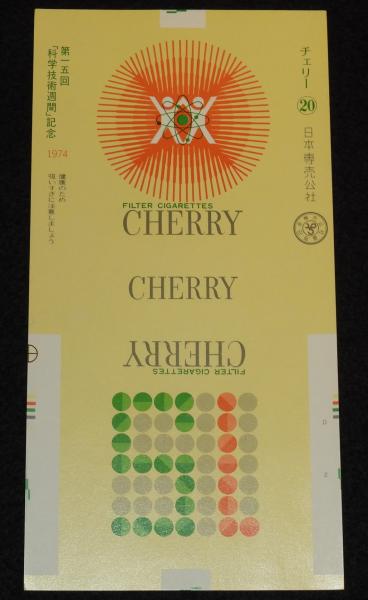 チェリー 20
日本専売公社
第一五回
「科学技術週間」記念
1974
健康のため
吸いすぎに注意しましょう
FILTER CIGARETTES
CHERRY
CHERRY
CHERRY
FILTER CIGARETTES
D
2